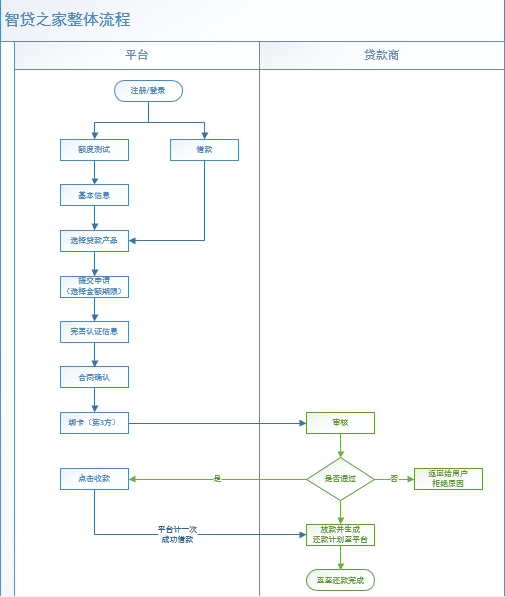 智贷之家整体流程
平台
贷款商
注册/登录
额度测试
借款
基本信息
选择贷款产品
提交申请
（选择金额期限）
完善认证信息
合同确认
绑卡（第3方）
审核
点击收款
是
是否通过
否
返回给用户
拒绝原因
平台计一次
成功借款
放款并生成
还款计划至平台
至至还款完成